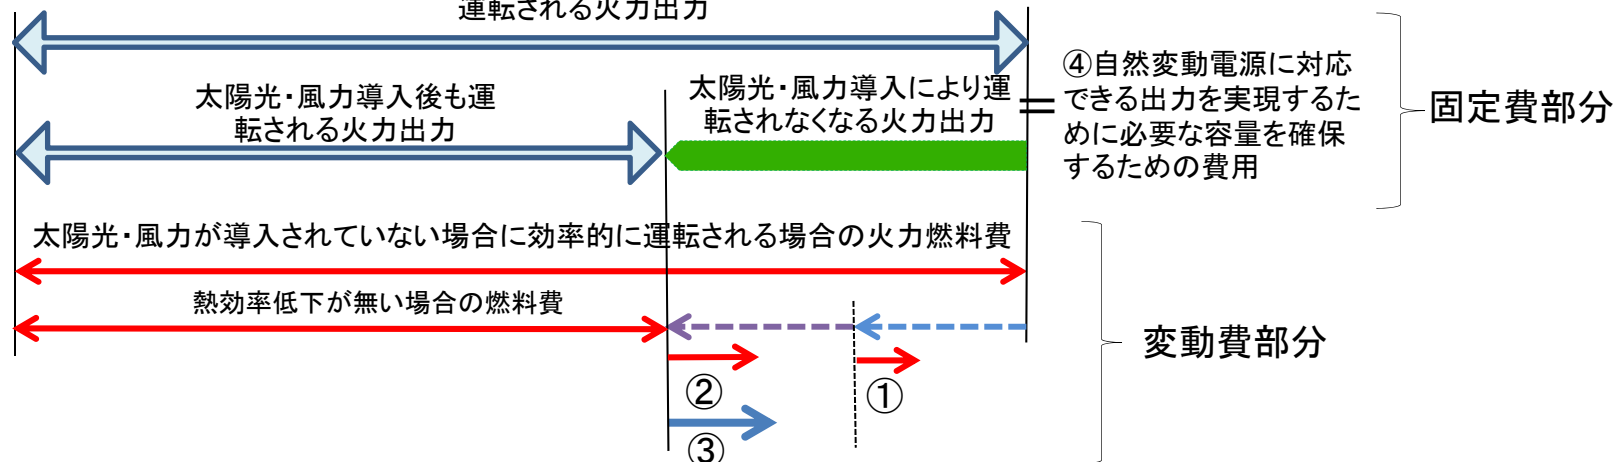 運転される火力出力
太陽光・風力導入後も運
転される火力出力
太陽光・風力導入により運
転されなくなる火力出力
④自然変動電源に対応
できる出力を実現するた
めに必要な容量を確保
するための費用
固定費部分
太陽光・風力が導入されていない場合に効率的に運転される場合の火力燃料費
熱効率低下が無い場合の燃料費
変動費部分
②
①
③